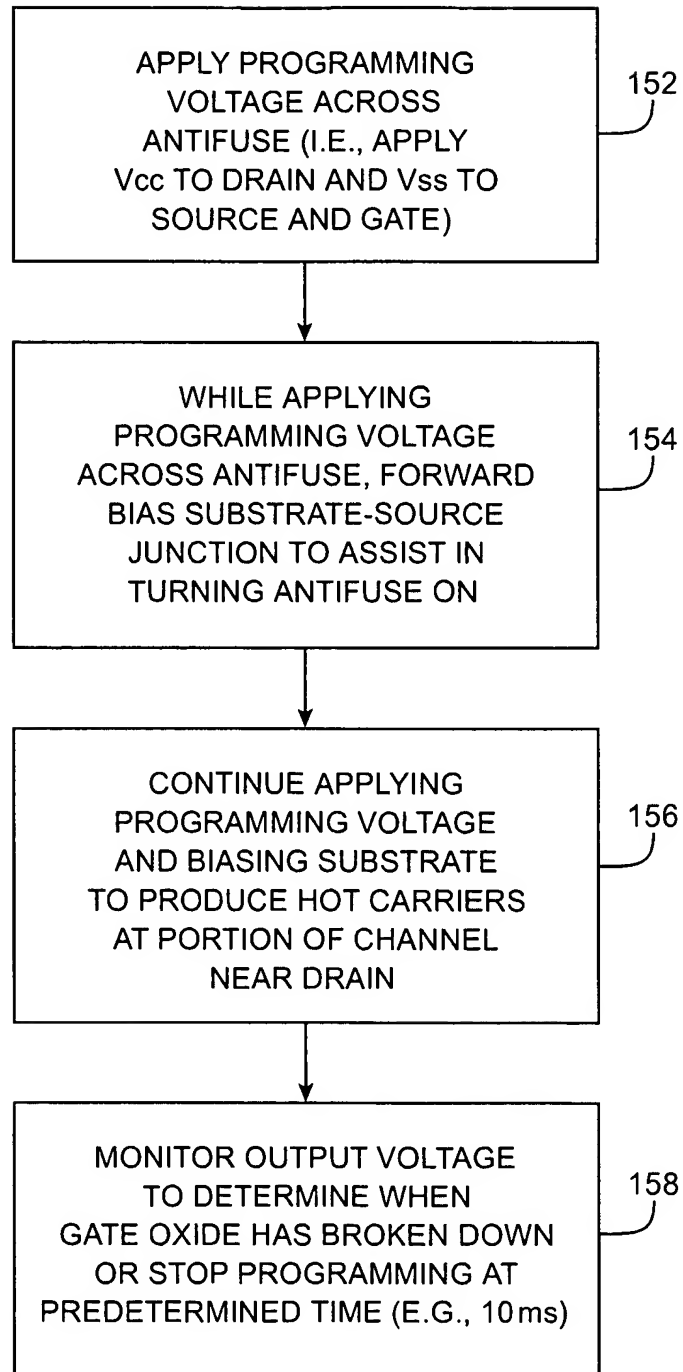 APPLY PROGRAMMING
VOLTAGE ACROSS
ANTIFUSE (I.E., APPLY
Vcc TO DRAIN AND Vss TO
SOURCE AND GATE)
152
WHILE APPLYING
PROGRAMMING VOLTAGE
ACROSS ANTIFUSE, FORWARD
BIAS SUBSTRATE-SOURCE
JUNCTION TO ASSIST IN
TURNING ANTIFUSE ON
154
CONTINUE APPLYING
PROGRAMMING VOLTAGE
AND BIASING SUBSTRATE
TO PRODUCE HOT CARRIERS
AT PORTION OF CHANNEL
NEAR DRAIN
156
MONITOR OUTPUT VOLTAGE
TO DETERMINE WHEN
GATE OXIDE HAS BROKEN DOWN
OR STOP PROGRAMMING AT
PREDETERMINED TIME (E.G., 10ms)
158